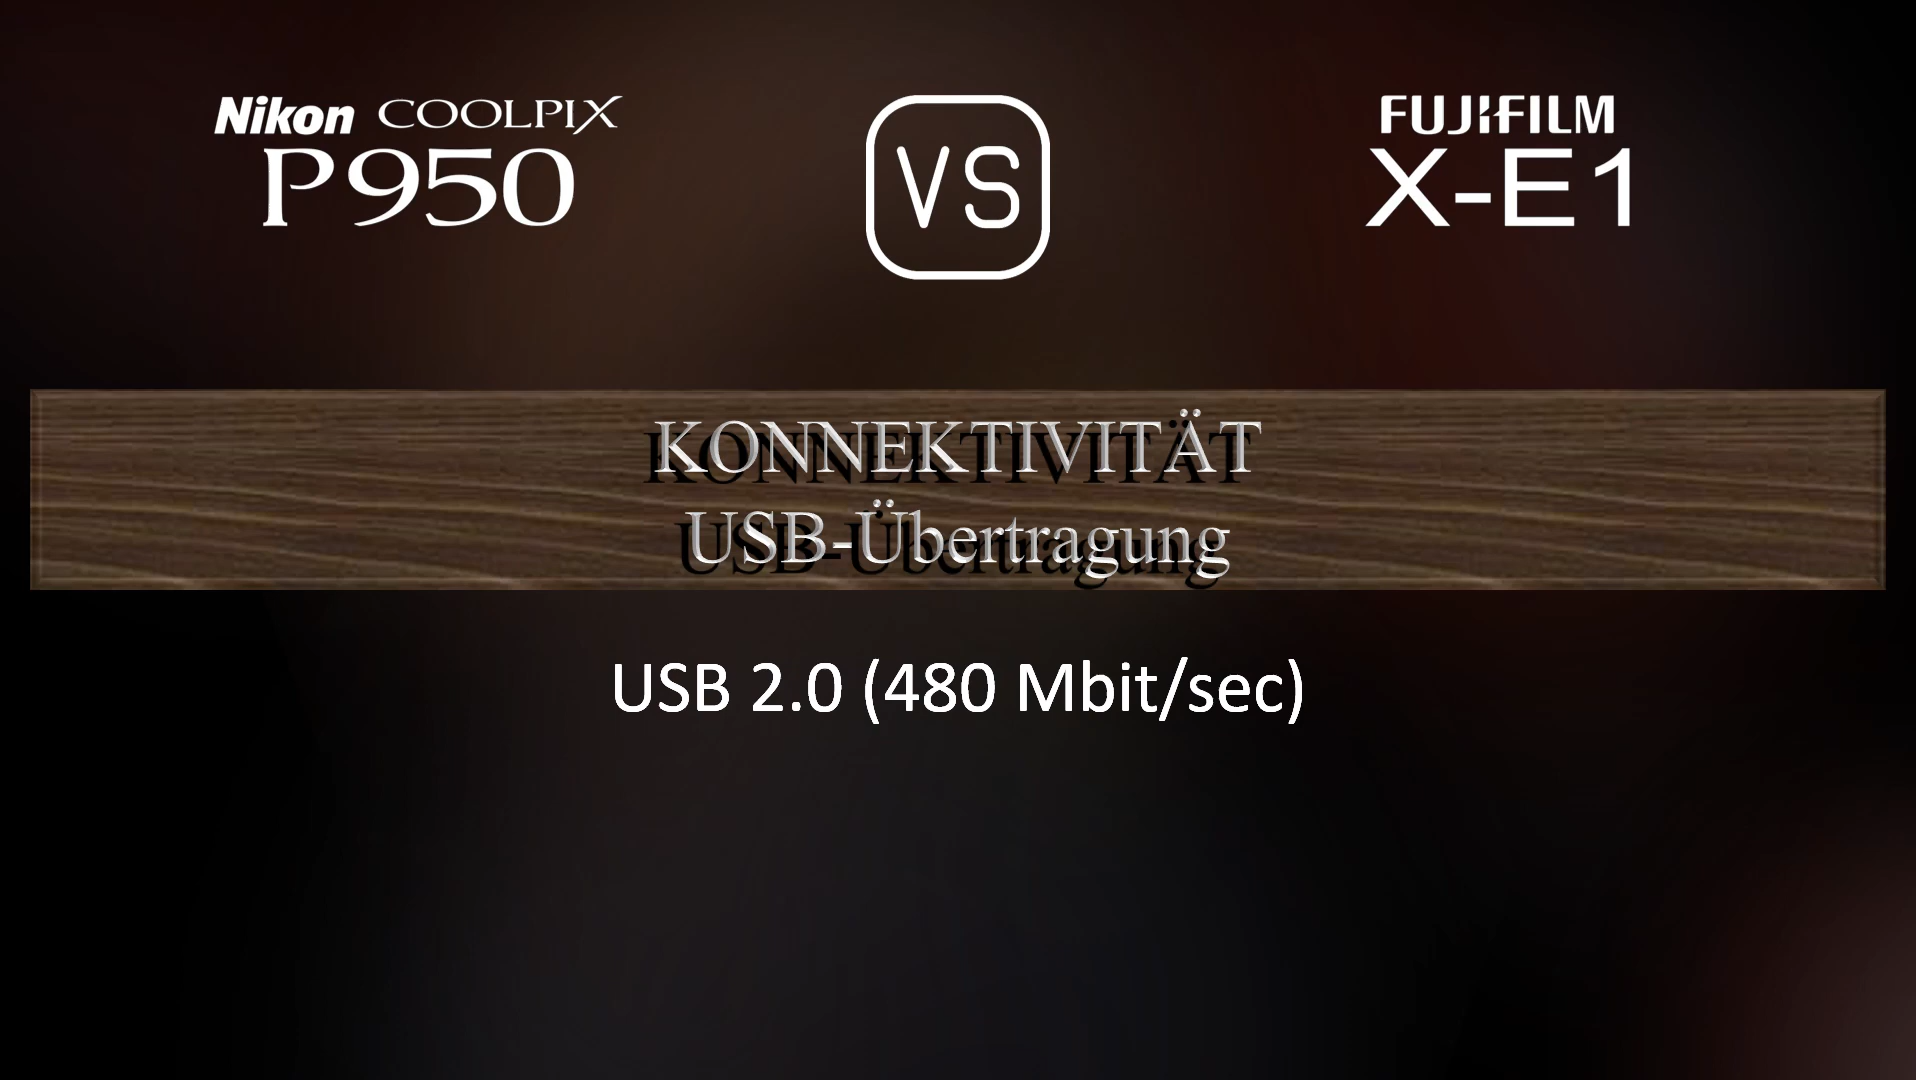 Nikon COOLPIX
P950
VS
FUJIFILM
X-E1
KONNEKTIVITÄT
USB-Übertragung
USB 2.0 (480 Mbit/sec)